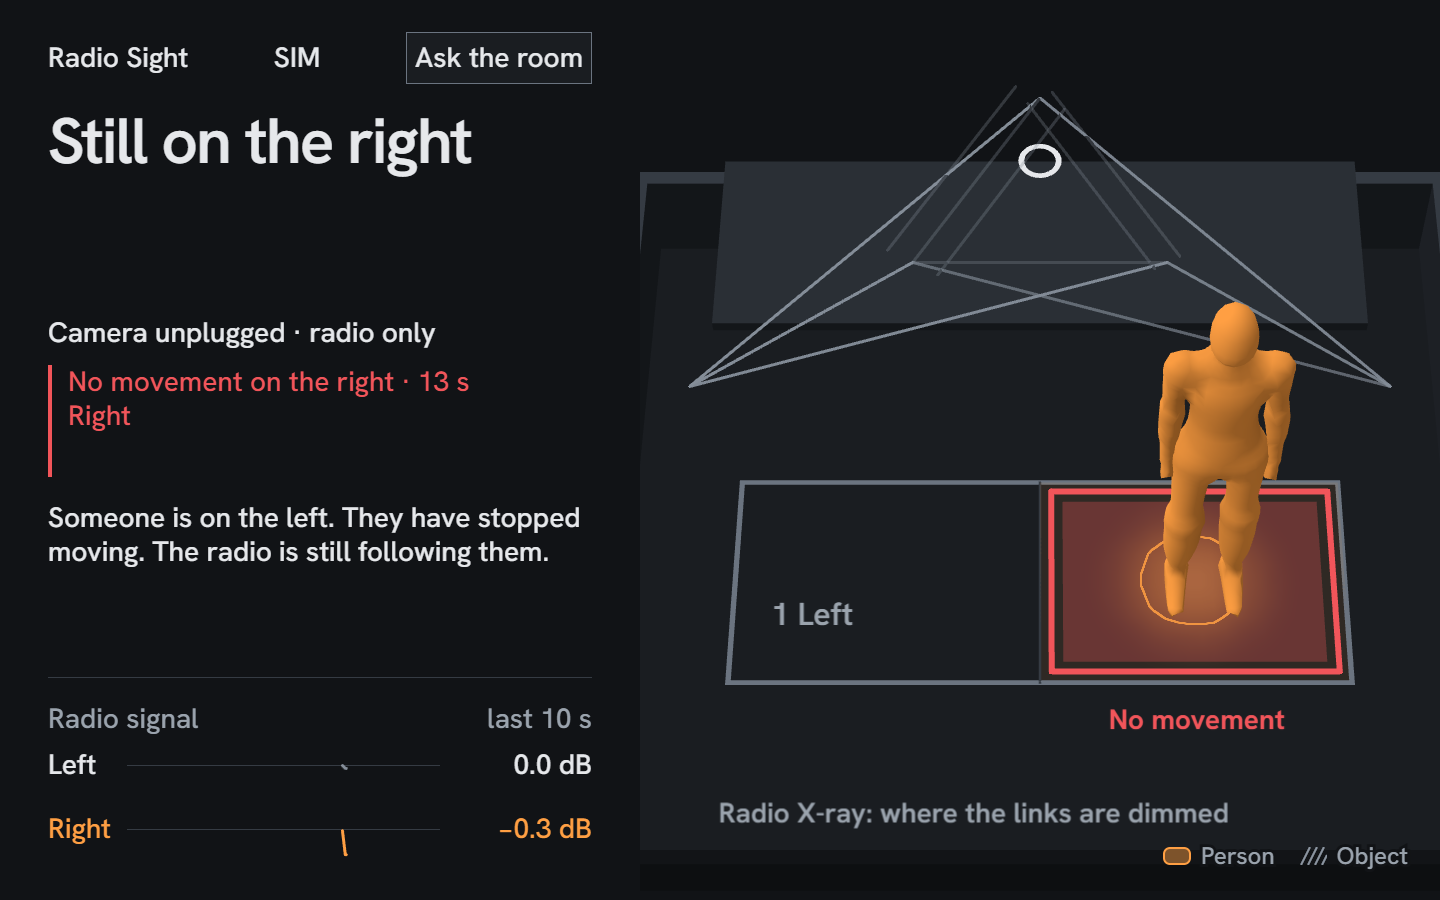 Radio Sight
SIM
Ask the room
Still on the right
Camera unplugged · radio only
No movement on the right · 13 s
Right
Someone is on the left. They have stopped
moving. The radio is still following them.
Radio signal
last 10 s
Left
0.0 dB
Right
−0.3 dB
1 Left
No movement
Radio X-ray: where the links are dimmed
Person
Object